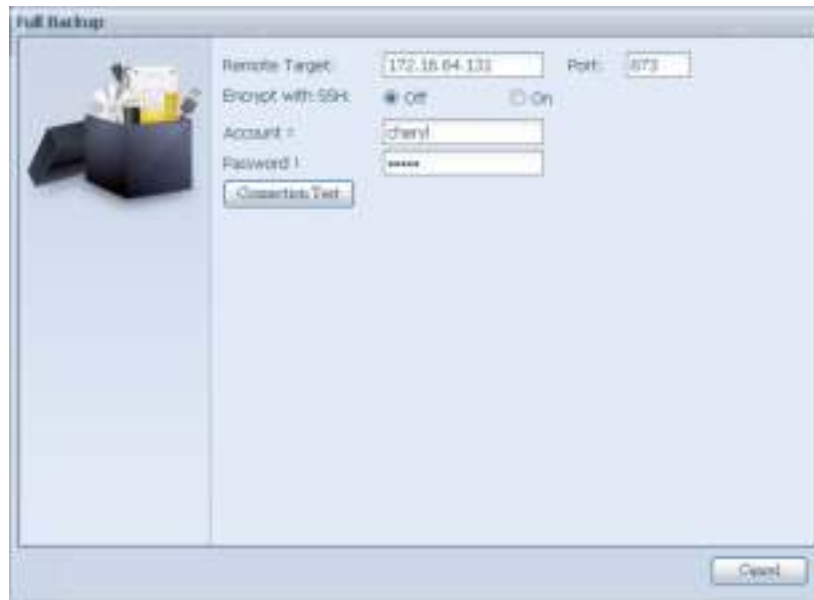 Full Backup
Remote Target: 172.16.64.131 Port: 873
Encrypt with SSH: Off On
Account : cheryl
Password : •••••
Connection Test
Cancel